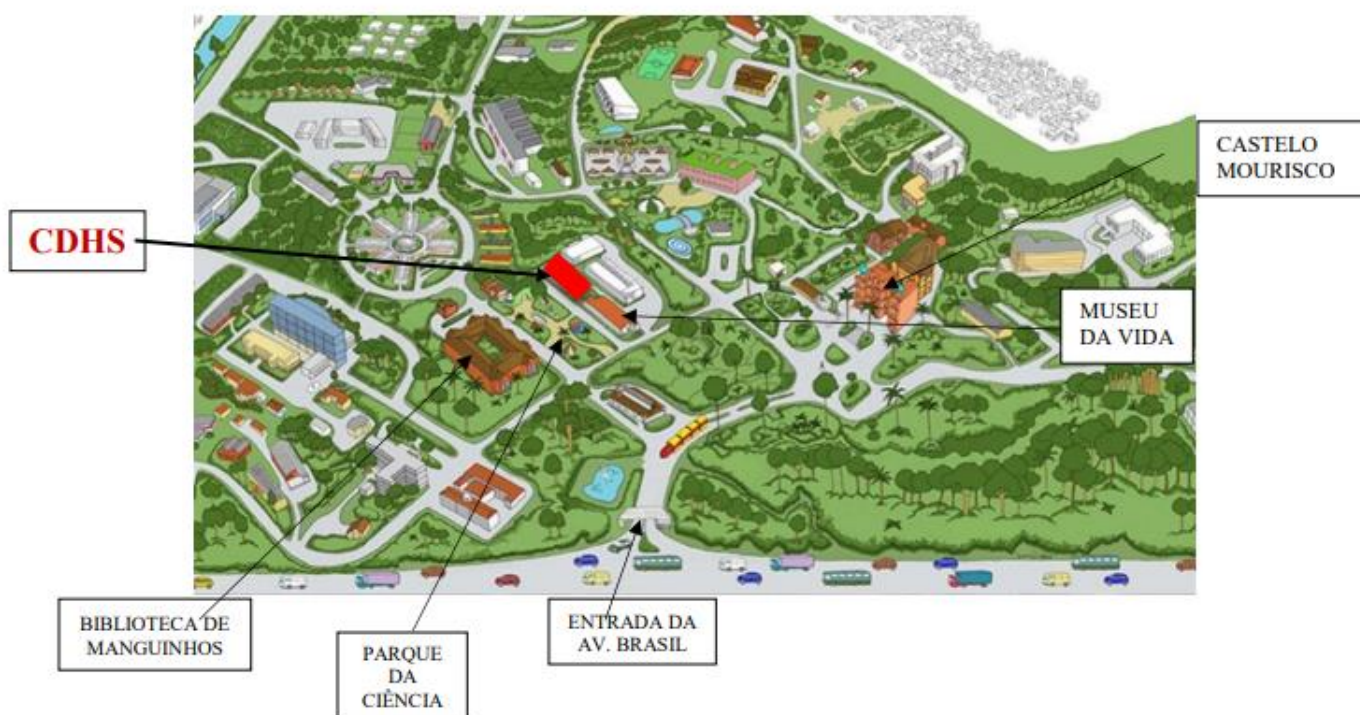 CASTELO
MOURISCO
CDHS
MUSEU
DA VIDA
BIBLIOTECA DE
MANGUINHOS
PARQUE
DA
CIÊNCIA
ENTRADA DA
AV. BRASIL